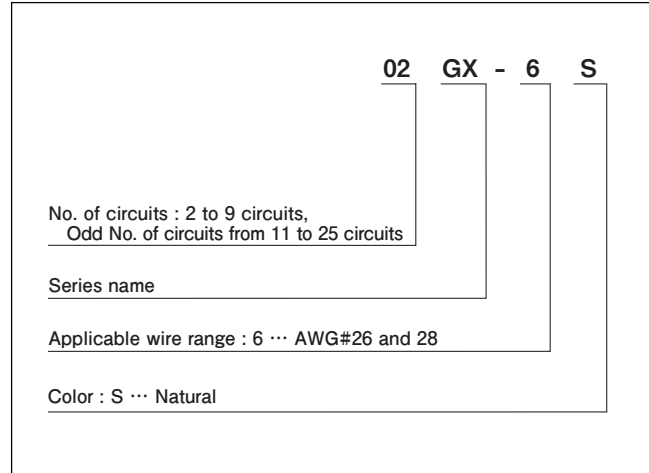 02 GX - 6 S
No. of circuits : 2 to 9 circuits,
Odd No. of circuits from 11 to 25 circuits
Series name
Applicable wire range : 6 ··· AWG#26 and 28
Color : S ··· Natural